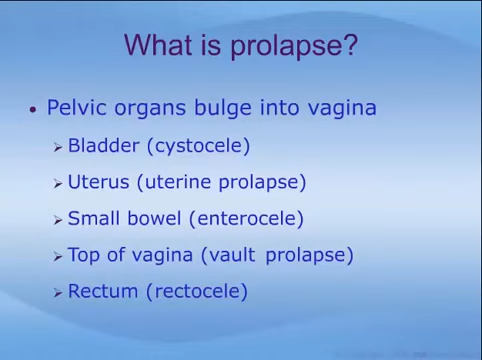 What is prolapse?
• Pelvic organs bulge into vagina
➢ Bladder (cystocele)
➢ Uterus (uterine prolapse)
➢ Small bowel (enterocele)
➢ Top of vagina (vault prolapse)
➢ Rectum (rectocele)